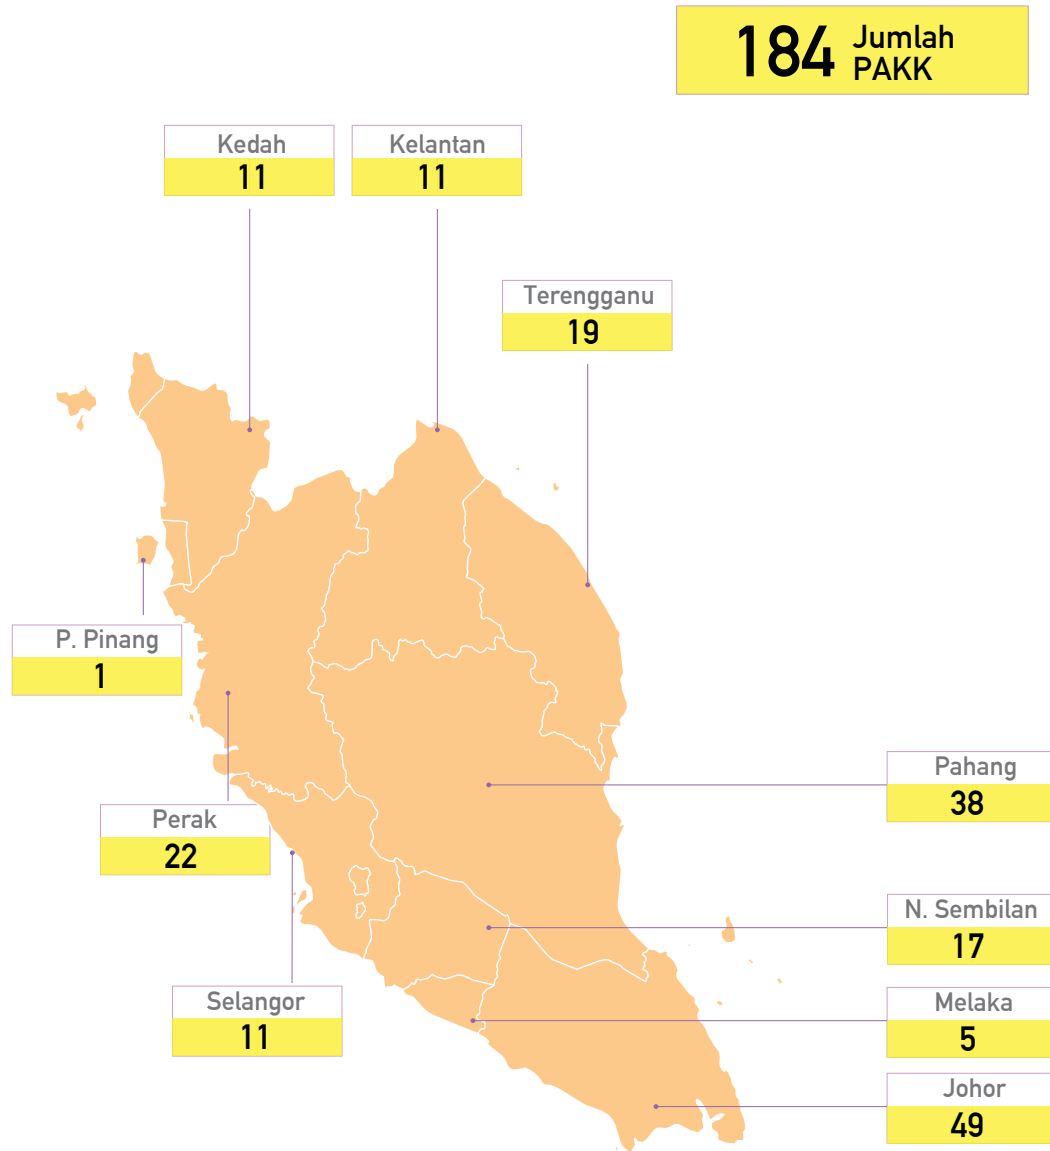 184 Jumlah
PAKK
Kedah
11
Kelantan
11
Terengganu
19
P. Pinang
1
Pahang
38
Perak
22
N. Sembilan
17
Selangor
11
Melaka
5
Johor
49